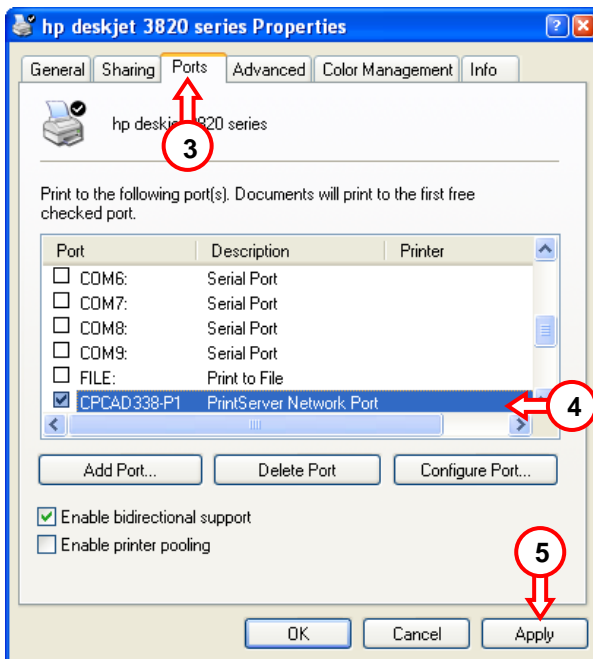 hp deskjet 3820 series Properties
General Sharing Ports Advanced Color Management Info
3
hp deskjet 3820 series
Print to the following port(s). Documents will print to the first free
checked port.
Port Description Printer
COM6: Serial Port
COM7: Serial Port
COM8: Serial Port
COM9: Serial Port
FILE: Print to File
CPCAD338-P1 PrintServer Network Port
4
Add Port... Delete Port Configure Port...
Enable bidirectional support
Enable printer pooling
5
OK Cancel Apply